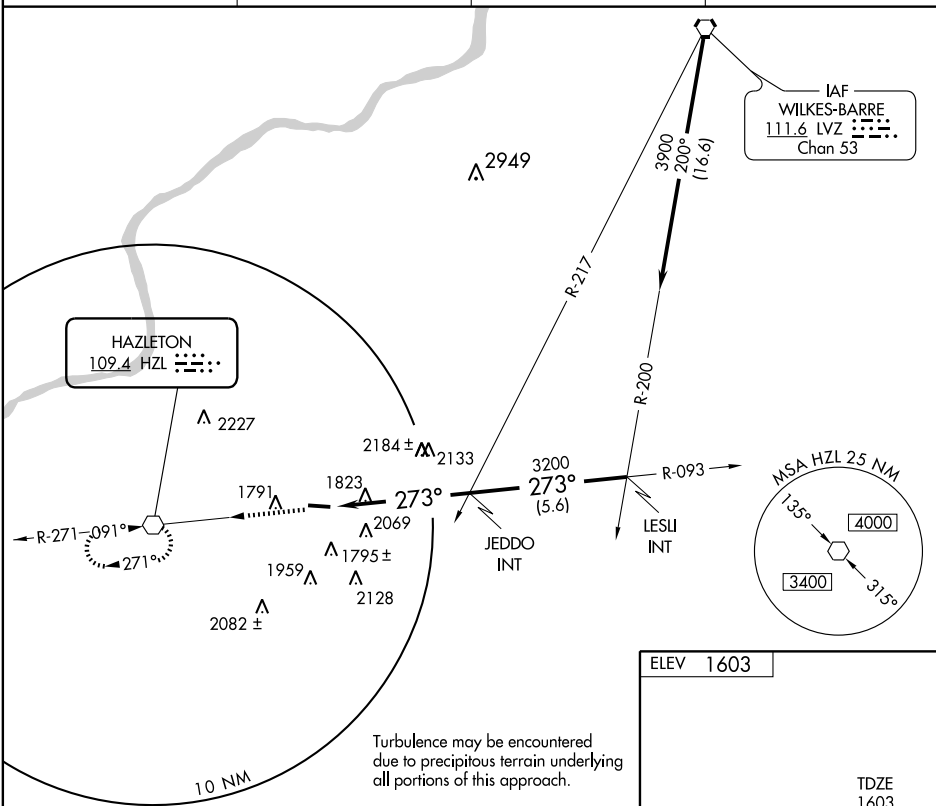 IAF
WILKES-BARRE
111.6 LVZ
Chan 53
3900
200°
(16.6)
2949
R-217
HAZLETON
109.4 HZL
R-200
2227
2184 ±
2133
3200
273°
(5.6)
R-093
1823
273°
1791
MSA HZL 25 NM
135°
4000
3400
315°
2069
JEDDO
INT
LESLI
INT
R-271
091°
271°
1795 ±
1959
2128
2082 ±
ELEV 1603
Turbulence may be encountered
due to precipitous terrain underlying
all portions of this approach.
10 NM
TDZE
1603